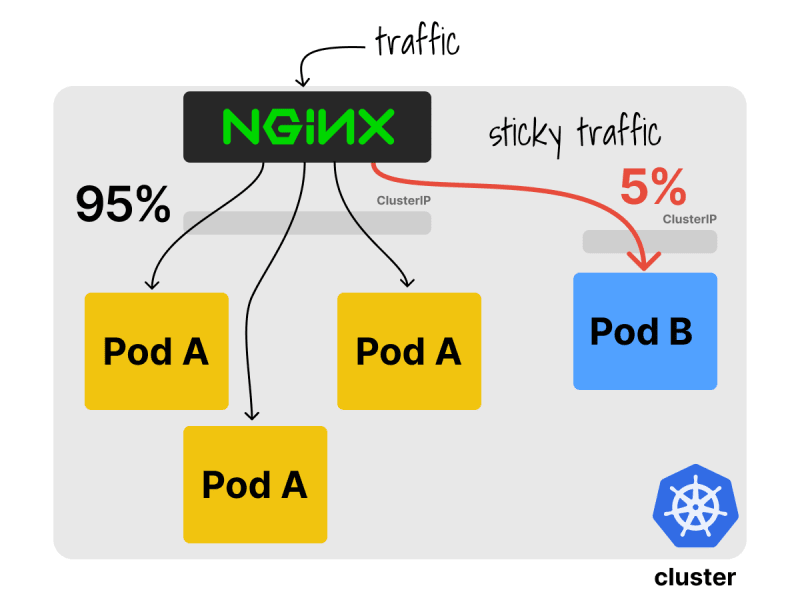 traffic
NGINX
sticky traffic
95%
5%
ClusterIP
ClusterIP
Pod A
Pod A
Pod B
Pod A
cluster